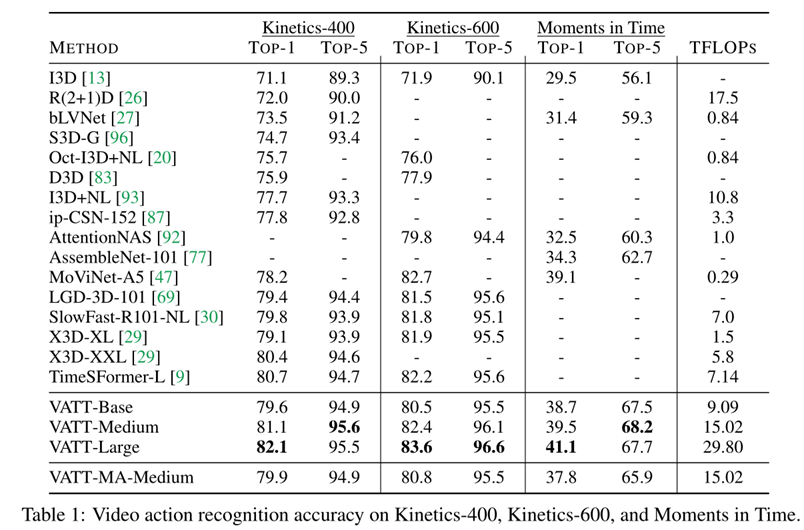 Kinetics-400 Kinetics-600 Moments in Time
METHOD TOP-1 TOP-5 TOP-1 TOP-5 TOP-1 TOP-5 TFLOPS
I3D [13] 71.1 89.3 71.9 90.1 29.5 56.1 -
R(2+1)D [26] 72.0 90.0 - - - - 17.5
bLVNet [27] 73.5 91.2 - - 31.4 59.3 0.84
S3D-G [96] 74.7 93.4 - - - - -
Oct-I3D+NL [20] 75.7 - 76.0 - - - 0.84
D3D [83] 75.9 - 77.9 - - - -
I3D+NL [93] 77.7 93.3 - - - - 10.8
ip-CSN-152 [87] 77.8 92.8 - - - - 3.3
AttentionNAS [92] - - 79.8 94.4 32.5 60.3 1.0
AssembleNet-101 [77] - - - - 34.3 62.7 -
MoViNet-A5 [47] 78.2 - 82.7 - 39.1 - 0.29
LGD-3D-101 [69] 79.4 94.4 81.5 95.6 - - -
SlowFast-R101-NL [30] 79.8 93.9 81.8 95.1 - - 7.0
X3D-XL [29] 79.1 93.9 81.9 95.5 - - 1.5
X3D-XXL [29] 80.4 94.6 - - - - 5.8
TimeSFormer-L [9] 80.7 94.7 82.2 95.6 - - 7.14
VATT-Base 79.6 94.9 80.5 95.5 38.7 67.5 9.09
VATT-Medium 81.1 95.6 82.4 96.1 39.5 68.2 15.02
VATT-Large 82.1 95.5 83.6 96.6 41.1 67.7 29.80
VATT-MA-Medium 79.9 94.9 80.8 95.5 37.8 65.9 15.02
Table 1: Video action recognition accuracy on Kinetics-400, Kinetics-600, and Moments in Time.